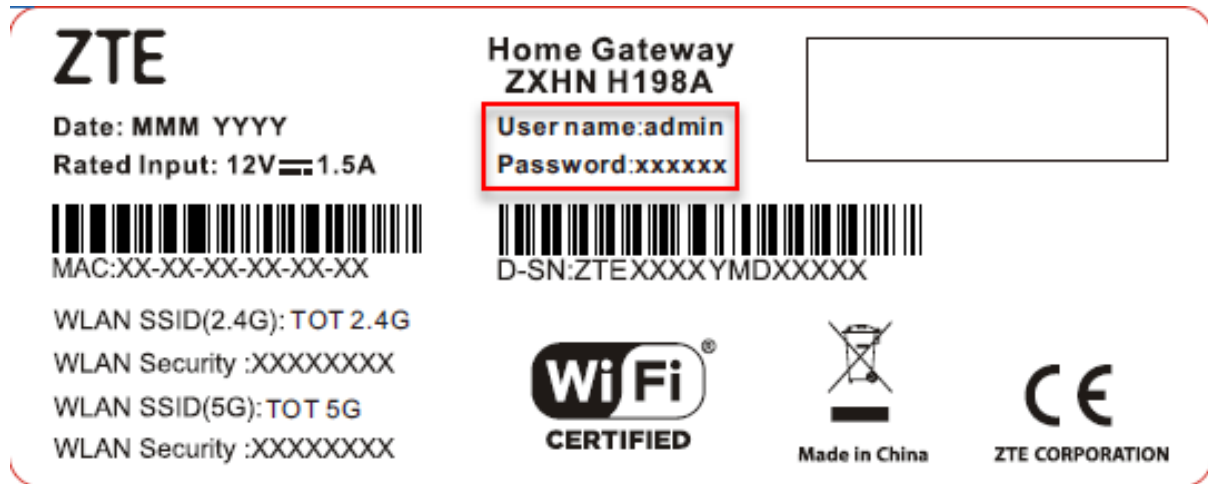 ZTE
Home Gateway
ZXHN H198A
Date: MMM YYYY
User name:admin
Rated Input: 12V 1.5A
Password:xxxxxx
MAC:XX-XX-XX-XX-XX-XX
D-SN:ZTEXXXXYMDXXXXX
WLAN SSID(2.4G): TOT 2.4G
WLAN Security :XXXXXXXX
WLAN SSID(5G): TOT 5G
WLAN Security :XXXXXXXX
Wi Fi ®
CERTIFIED
Made in China
CE
ZTE CORPORATION